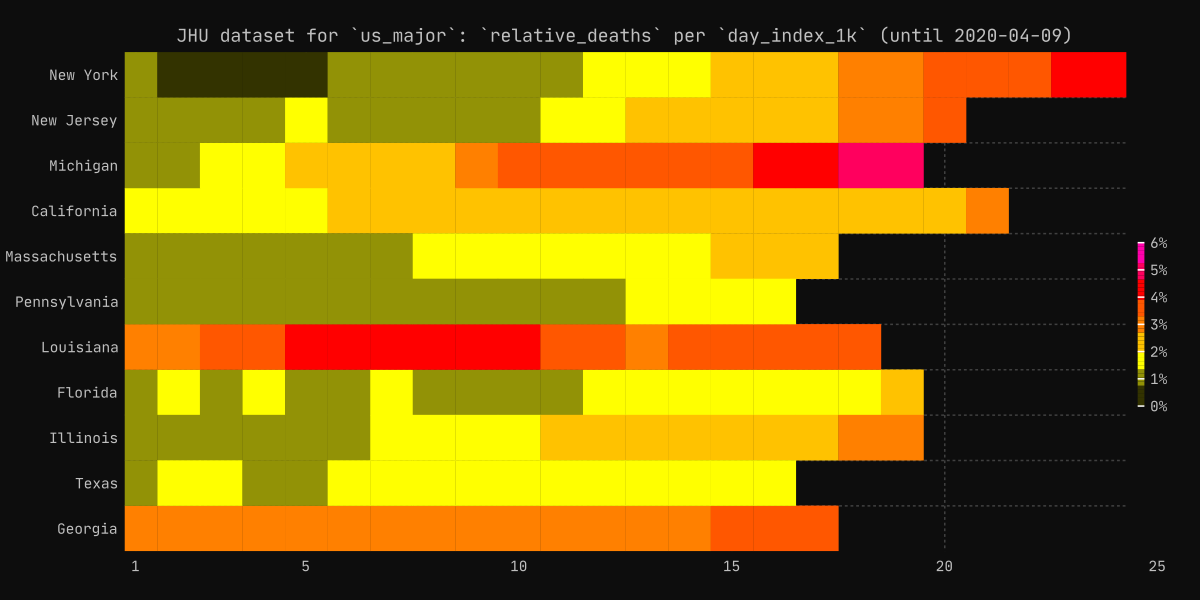 JHU dataset for `us_major`: `relative_deaths` per `day_index_1k` (until 2020-04-09)
New York
New Jersey
Michigan
California
Massachusetts
Pennsylvania
Louisiana
Florida
Illinois
Texas
Georgia
6%
5%
4%
3%
2%
1%
0%
1 5 10 15 20 25